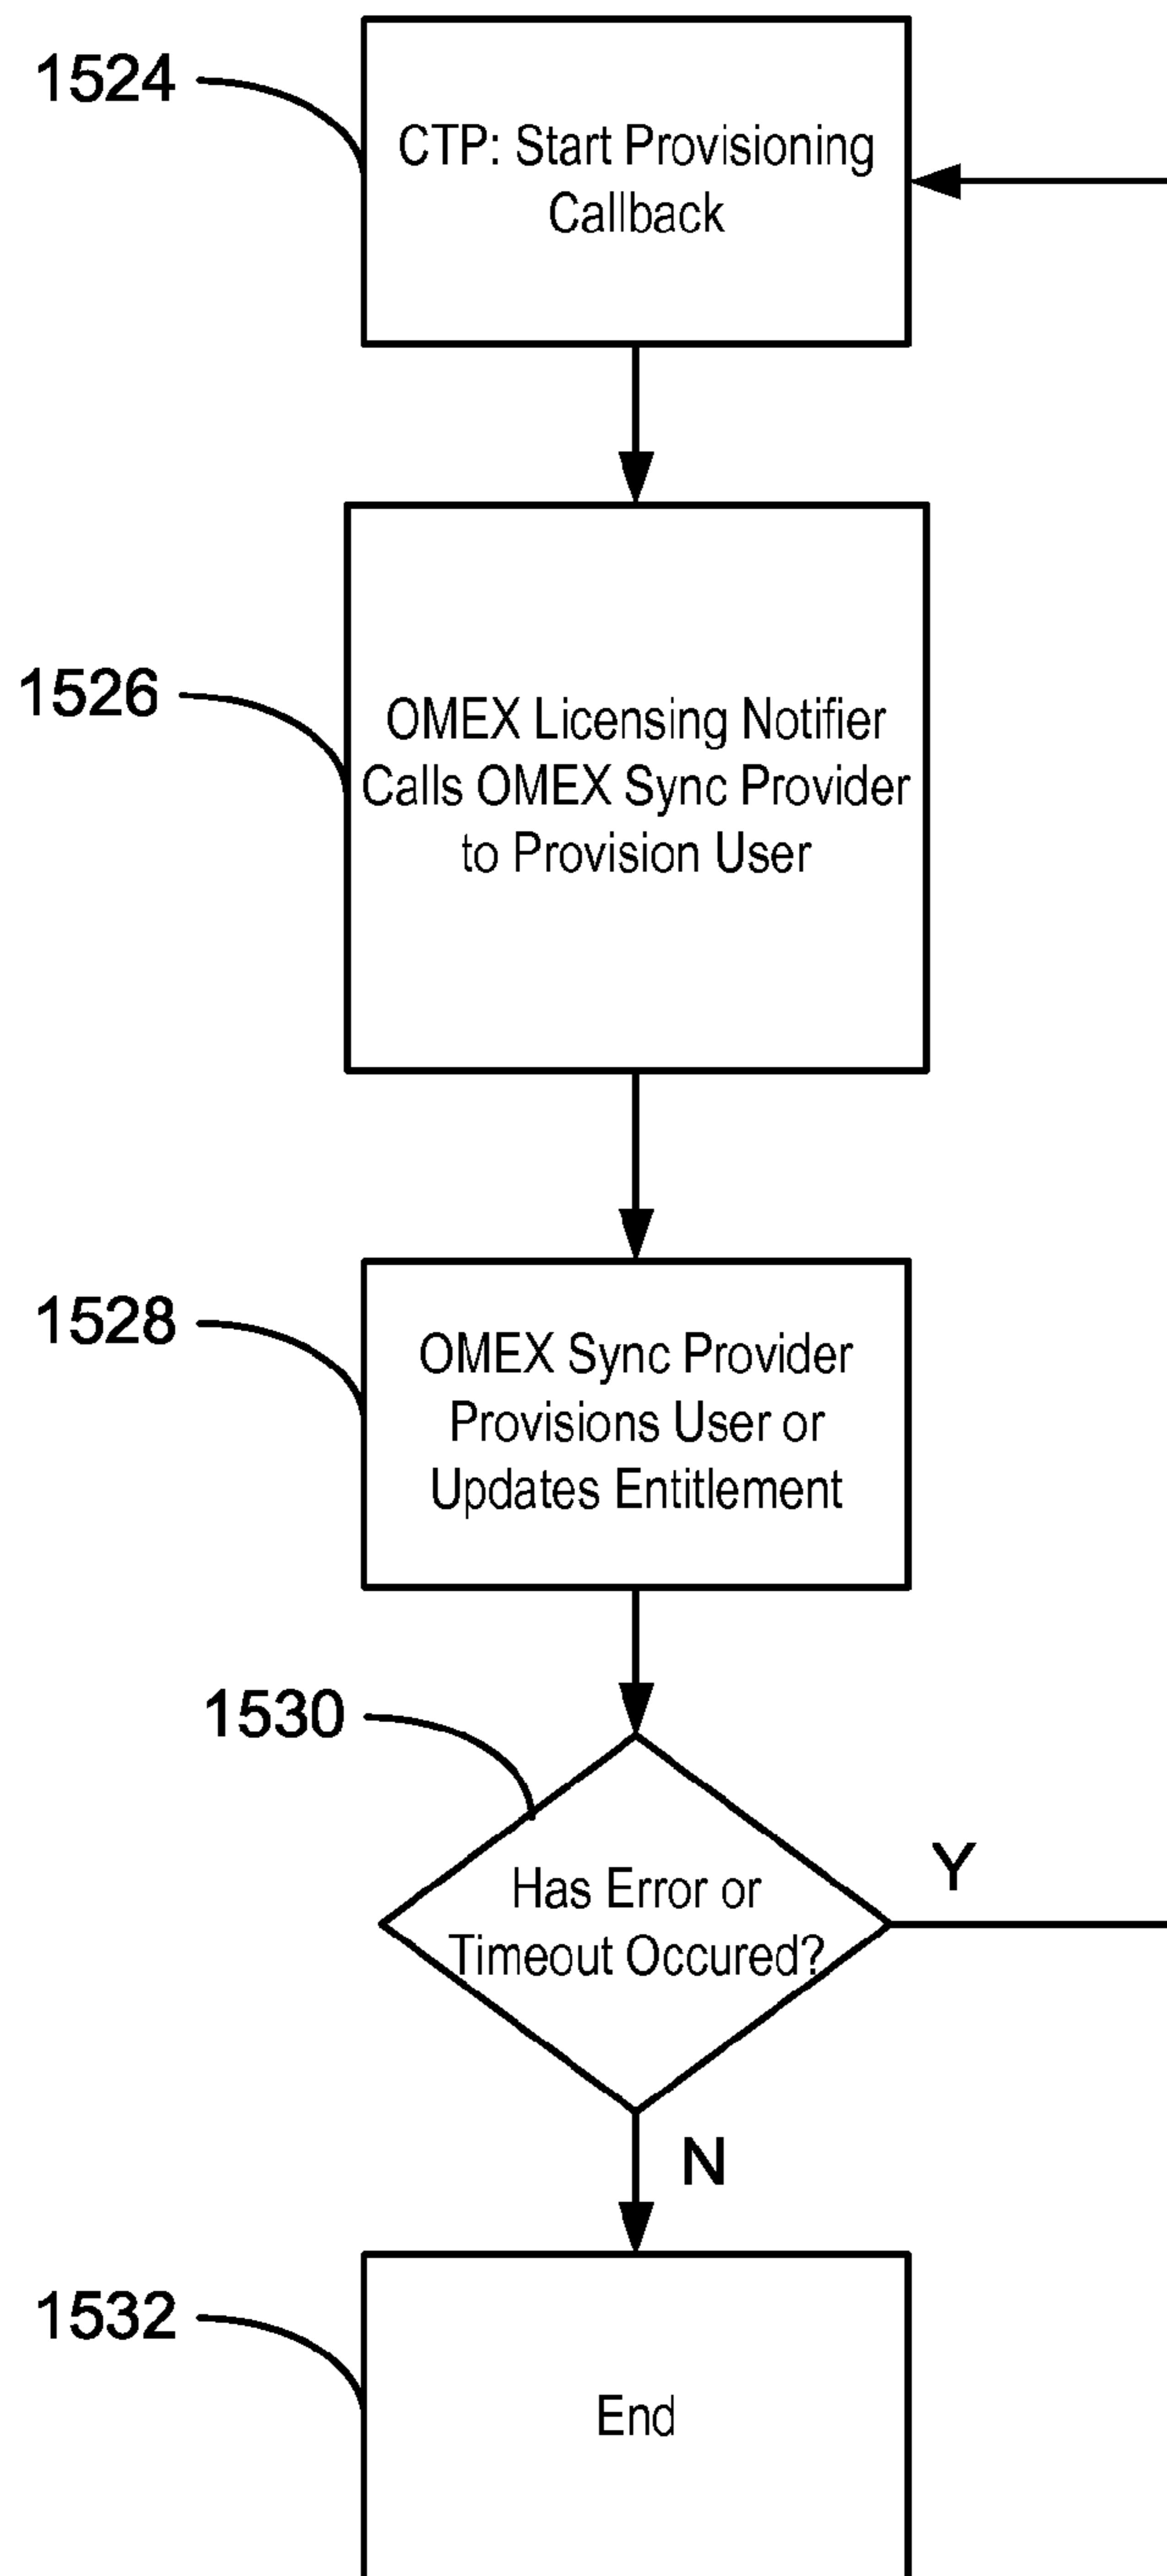 1524
CTP: Start Provisioning
Callback
1526
OMEX Licensing Notifier
Calls OMEX Sync Provider
to Provision User
1528
OMEX Sync Provider
Provisions User or
Updates Entitlement
1530
Has Error or
Timeout Occured?
Y
N
1532
End